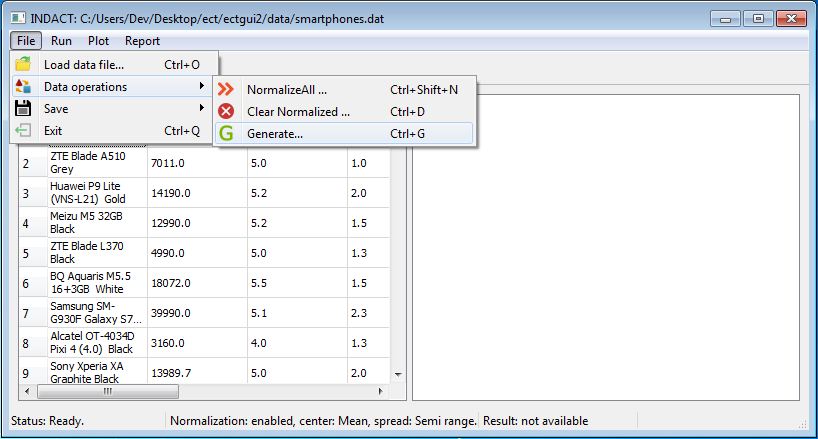 INDACT: C:/Users/Dev/Desktop/ect/ectgui2/data/smartphones.dat
File Run Plot Report
Load data file... Ctrl+O
Data operations
Save
Exit Ctrl+Q
NormalizeAll ... Ctrl+Shift+N
Clear Normalized ... Ctrl+D
G Generate... Ctrl+G
2 ZTE Blade A510 Grey 7011.0 5.0 1.0
3 Huawei P9 Lite (VNS-L21) Gold 14190.0 5.2 2.0
4 Meizu M5 32GB Black 12990.0 5.2 1.5
5 ZTE Blade L370 Black 4990.0 5.0 1.3
6 BQ Aquaris M5.5 16+3GB White 18072.0 5.5 1.5
7 Samsung SM-G930F Galaxy S7... 39990.0 5.1 2.3
8 Alcatel OT-4034D Pixi 4 (4.0) Black 3160.0 4.0 1.3
9 Sony Xperia XA Graphite Black 13989.7 5.0 2.0
Status: Ready. Normalization: enabled, center: Mean, spread: Semi range. Result: not available